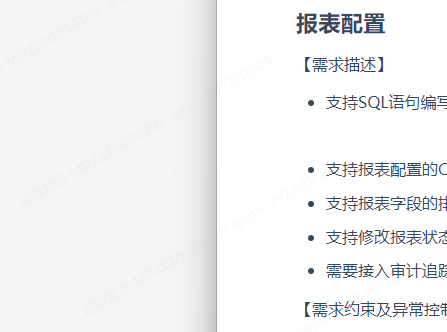 报表配置
【需求描述】
支持SQL语句编写
支持报表配置的C
支持报表字段的排
支持修改报表状态
需要接入审计追踪
【需求约束及异常控制